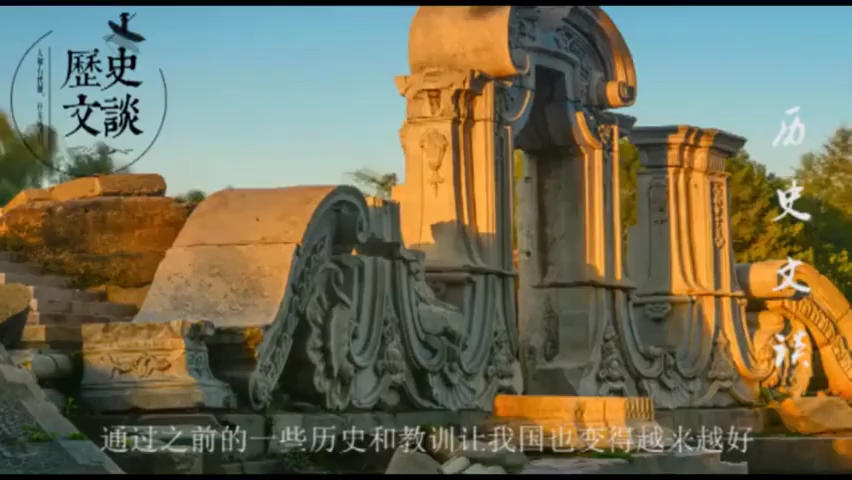 歷史
文談
历史文谈
通过之前的一些历史和教训让我国也变得越来越好